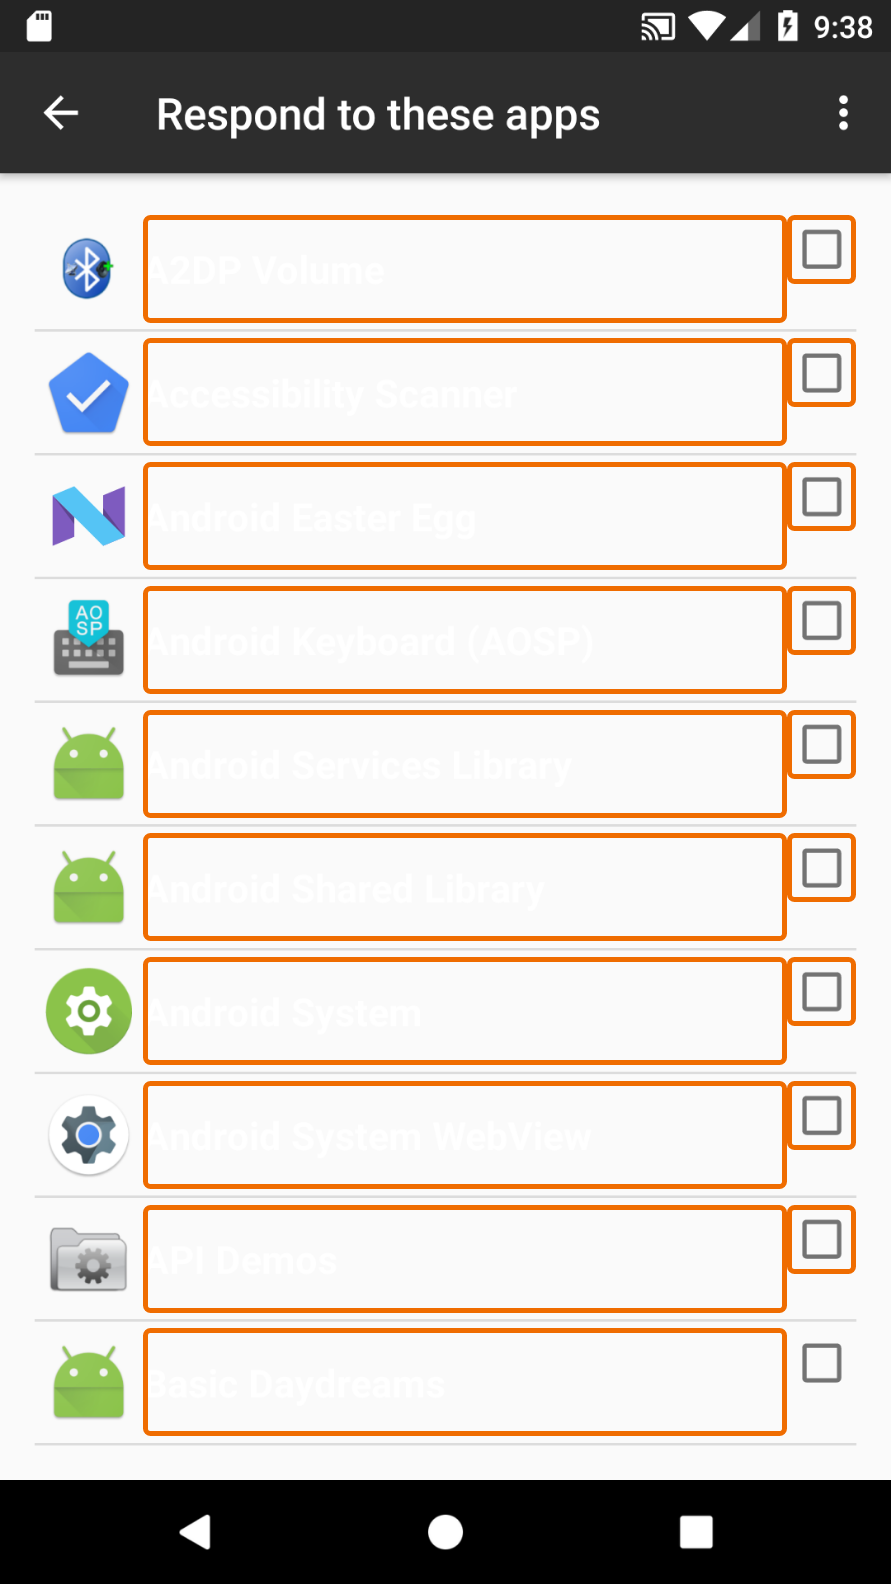 9:38
Respond to these apps
A2DP Volume
Accessibility Scanner
Android Easter Egg
AO
SP
Android Keyboard (AOSP)
Android Services Library
Android Shared Library
Android System
Android System WebView
API Demos
Basic Daydreams